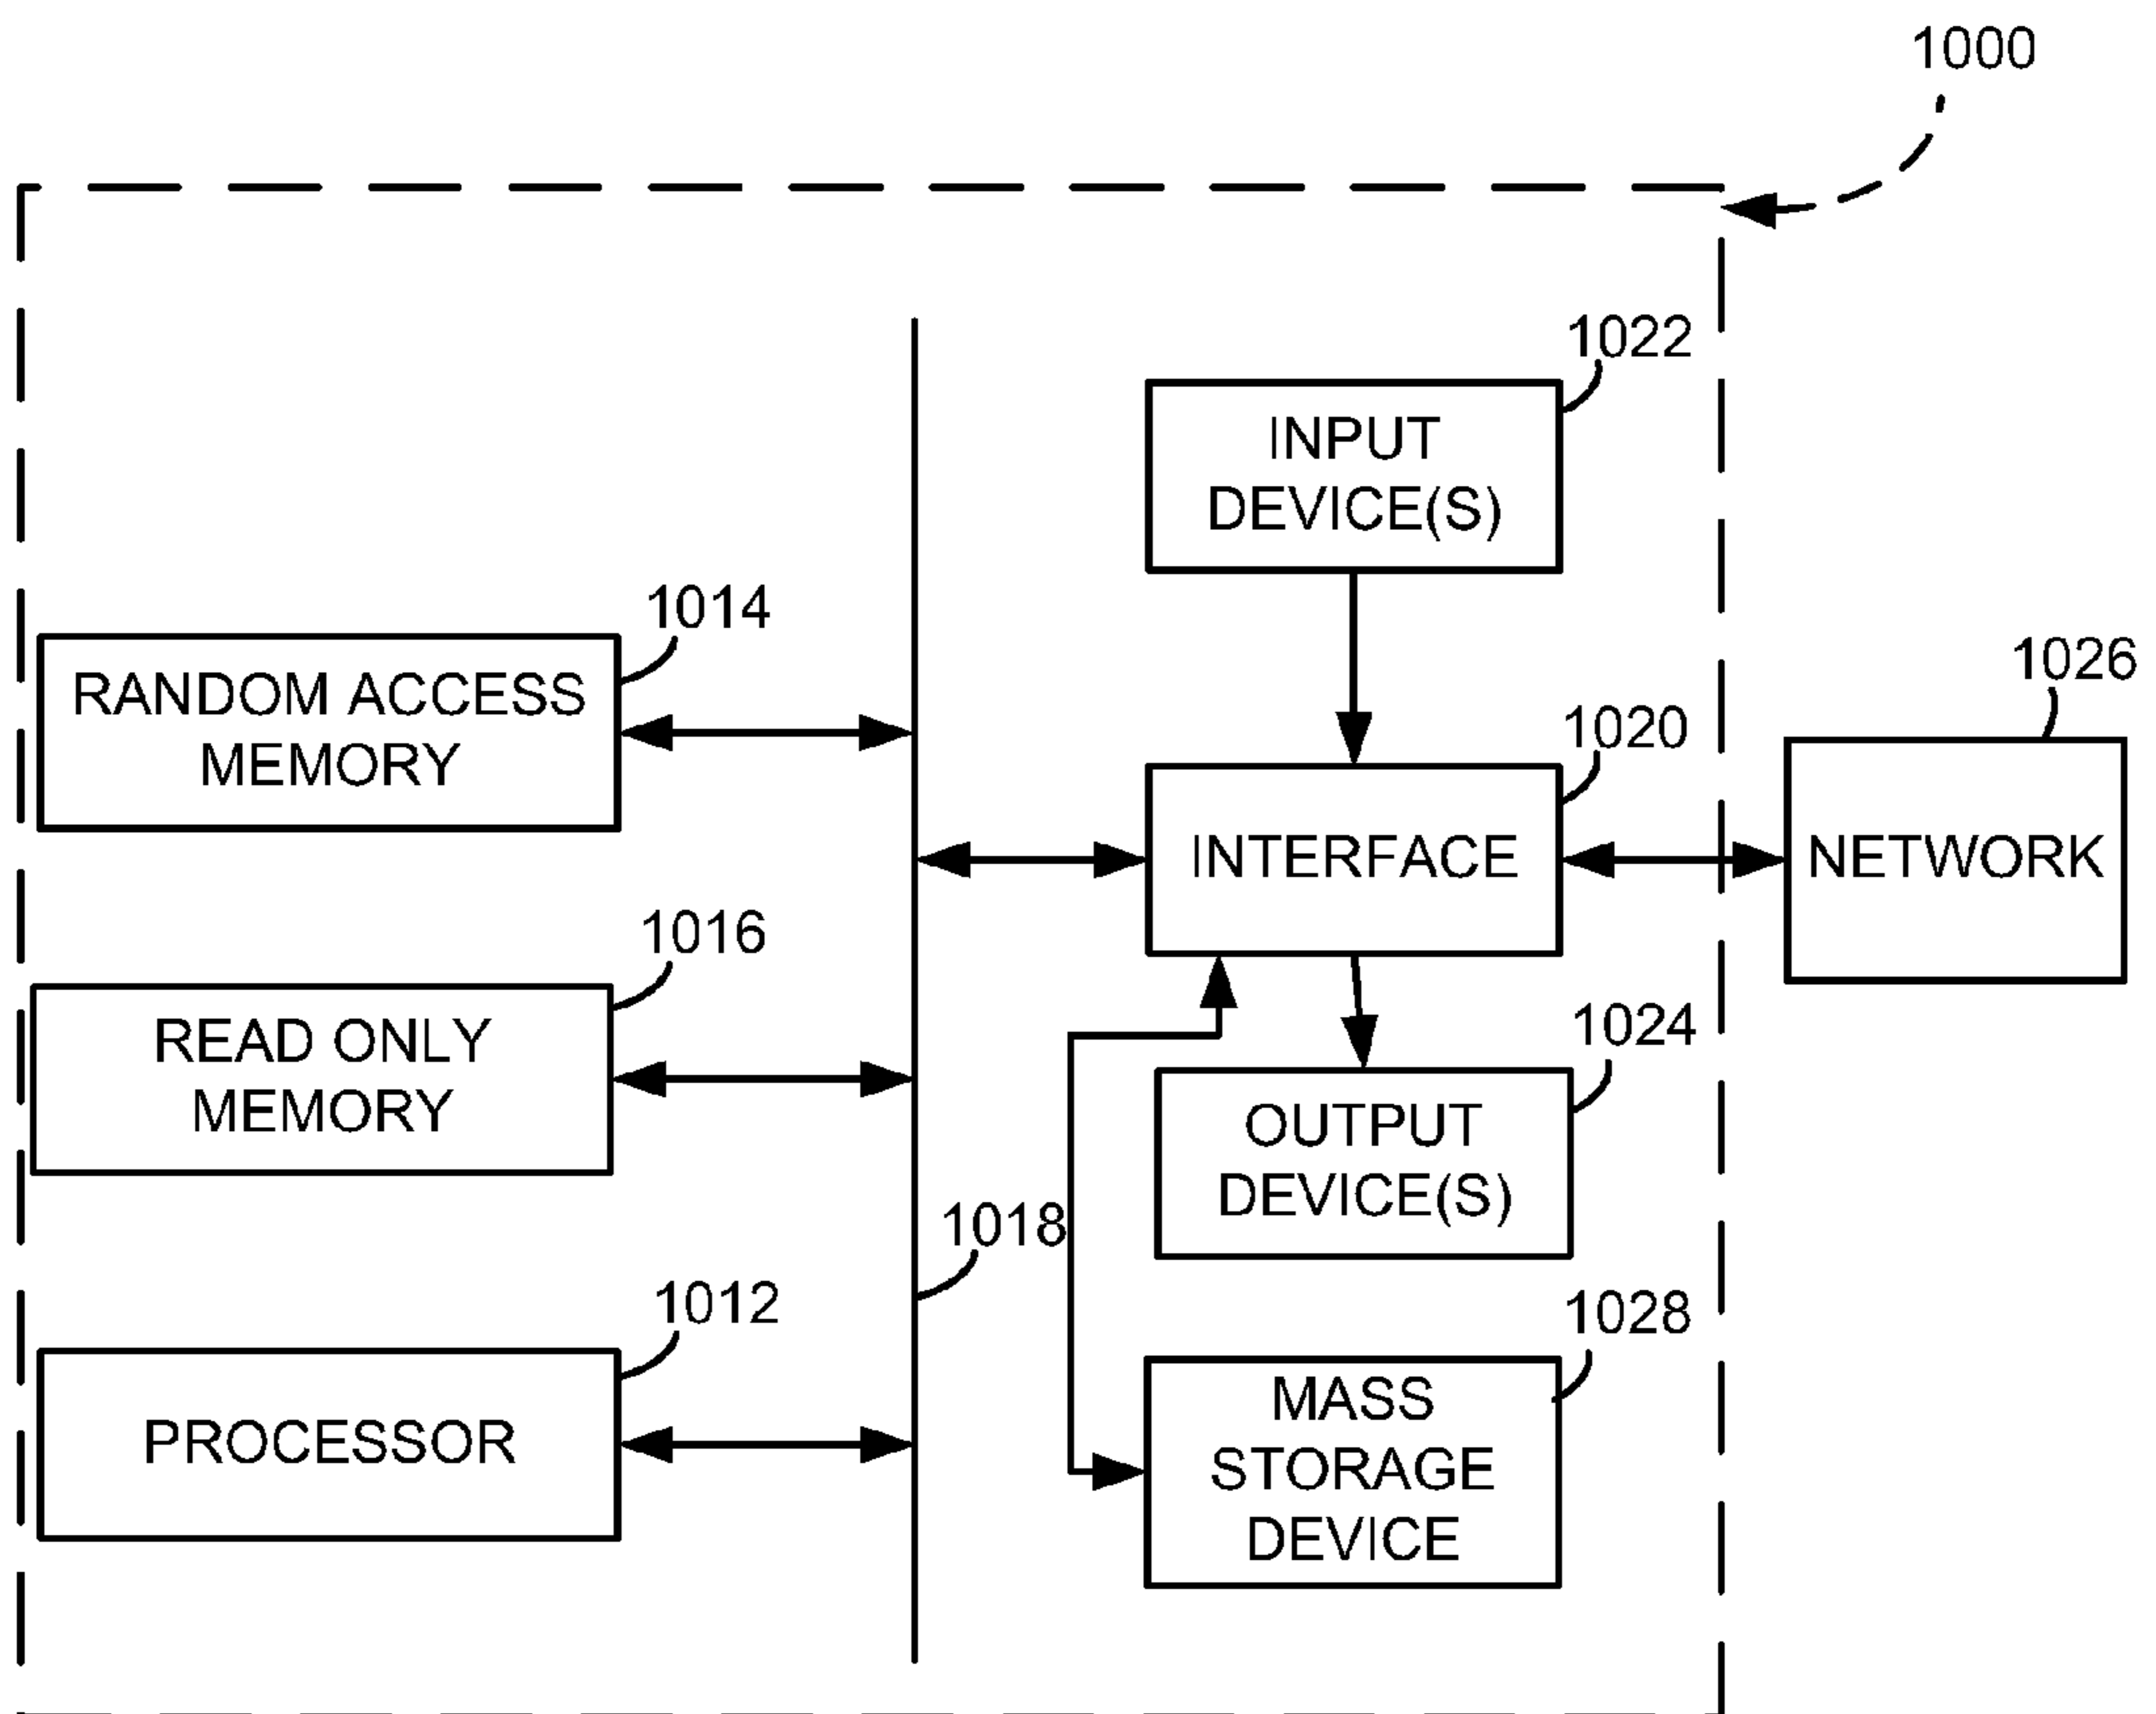 1000
1022
INPUT
DEVICE(S)
1014
RANDOM ACCESS
MEMORY
1026
1020
INTERFACE
NETWORK
1016
READ ONLY
MEMORY
1024
OUTPUT
DEVICE(S)
1018
1012
PROCESSOR
1028
MASS
STORAGE
DEVICE